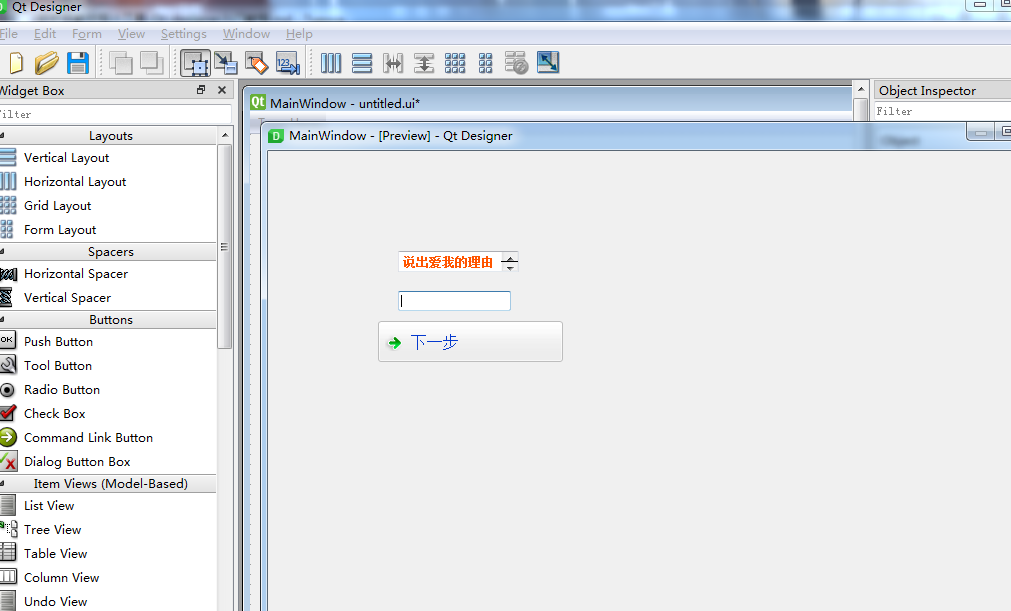 Qt Designer
File Edit Form View Settings Window Help
Widget Box
Filter
Layouts
Vertical Layout
Horizontal Layout
Grid Layout
Form Layout
Spacers
Horizontal Spacer
Vertical Spacer
Buttons
OK Push Button
Tool Button
Radio Button
Check Box
Command Link Button
Dialog Button Box
Item Views (Model-Based)
List View
Tree View
Table View
Column View
Undo View
Qt MainWindow - untitled.ui*
D MainWindow - [Preview] - Qt Designer
说出爱我的理由
下一步
Object Inspector
Filter
Object